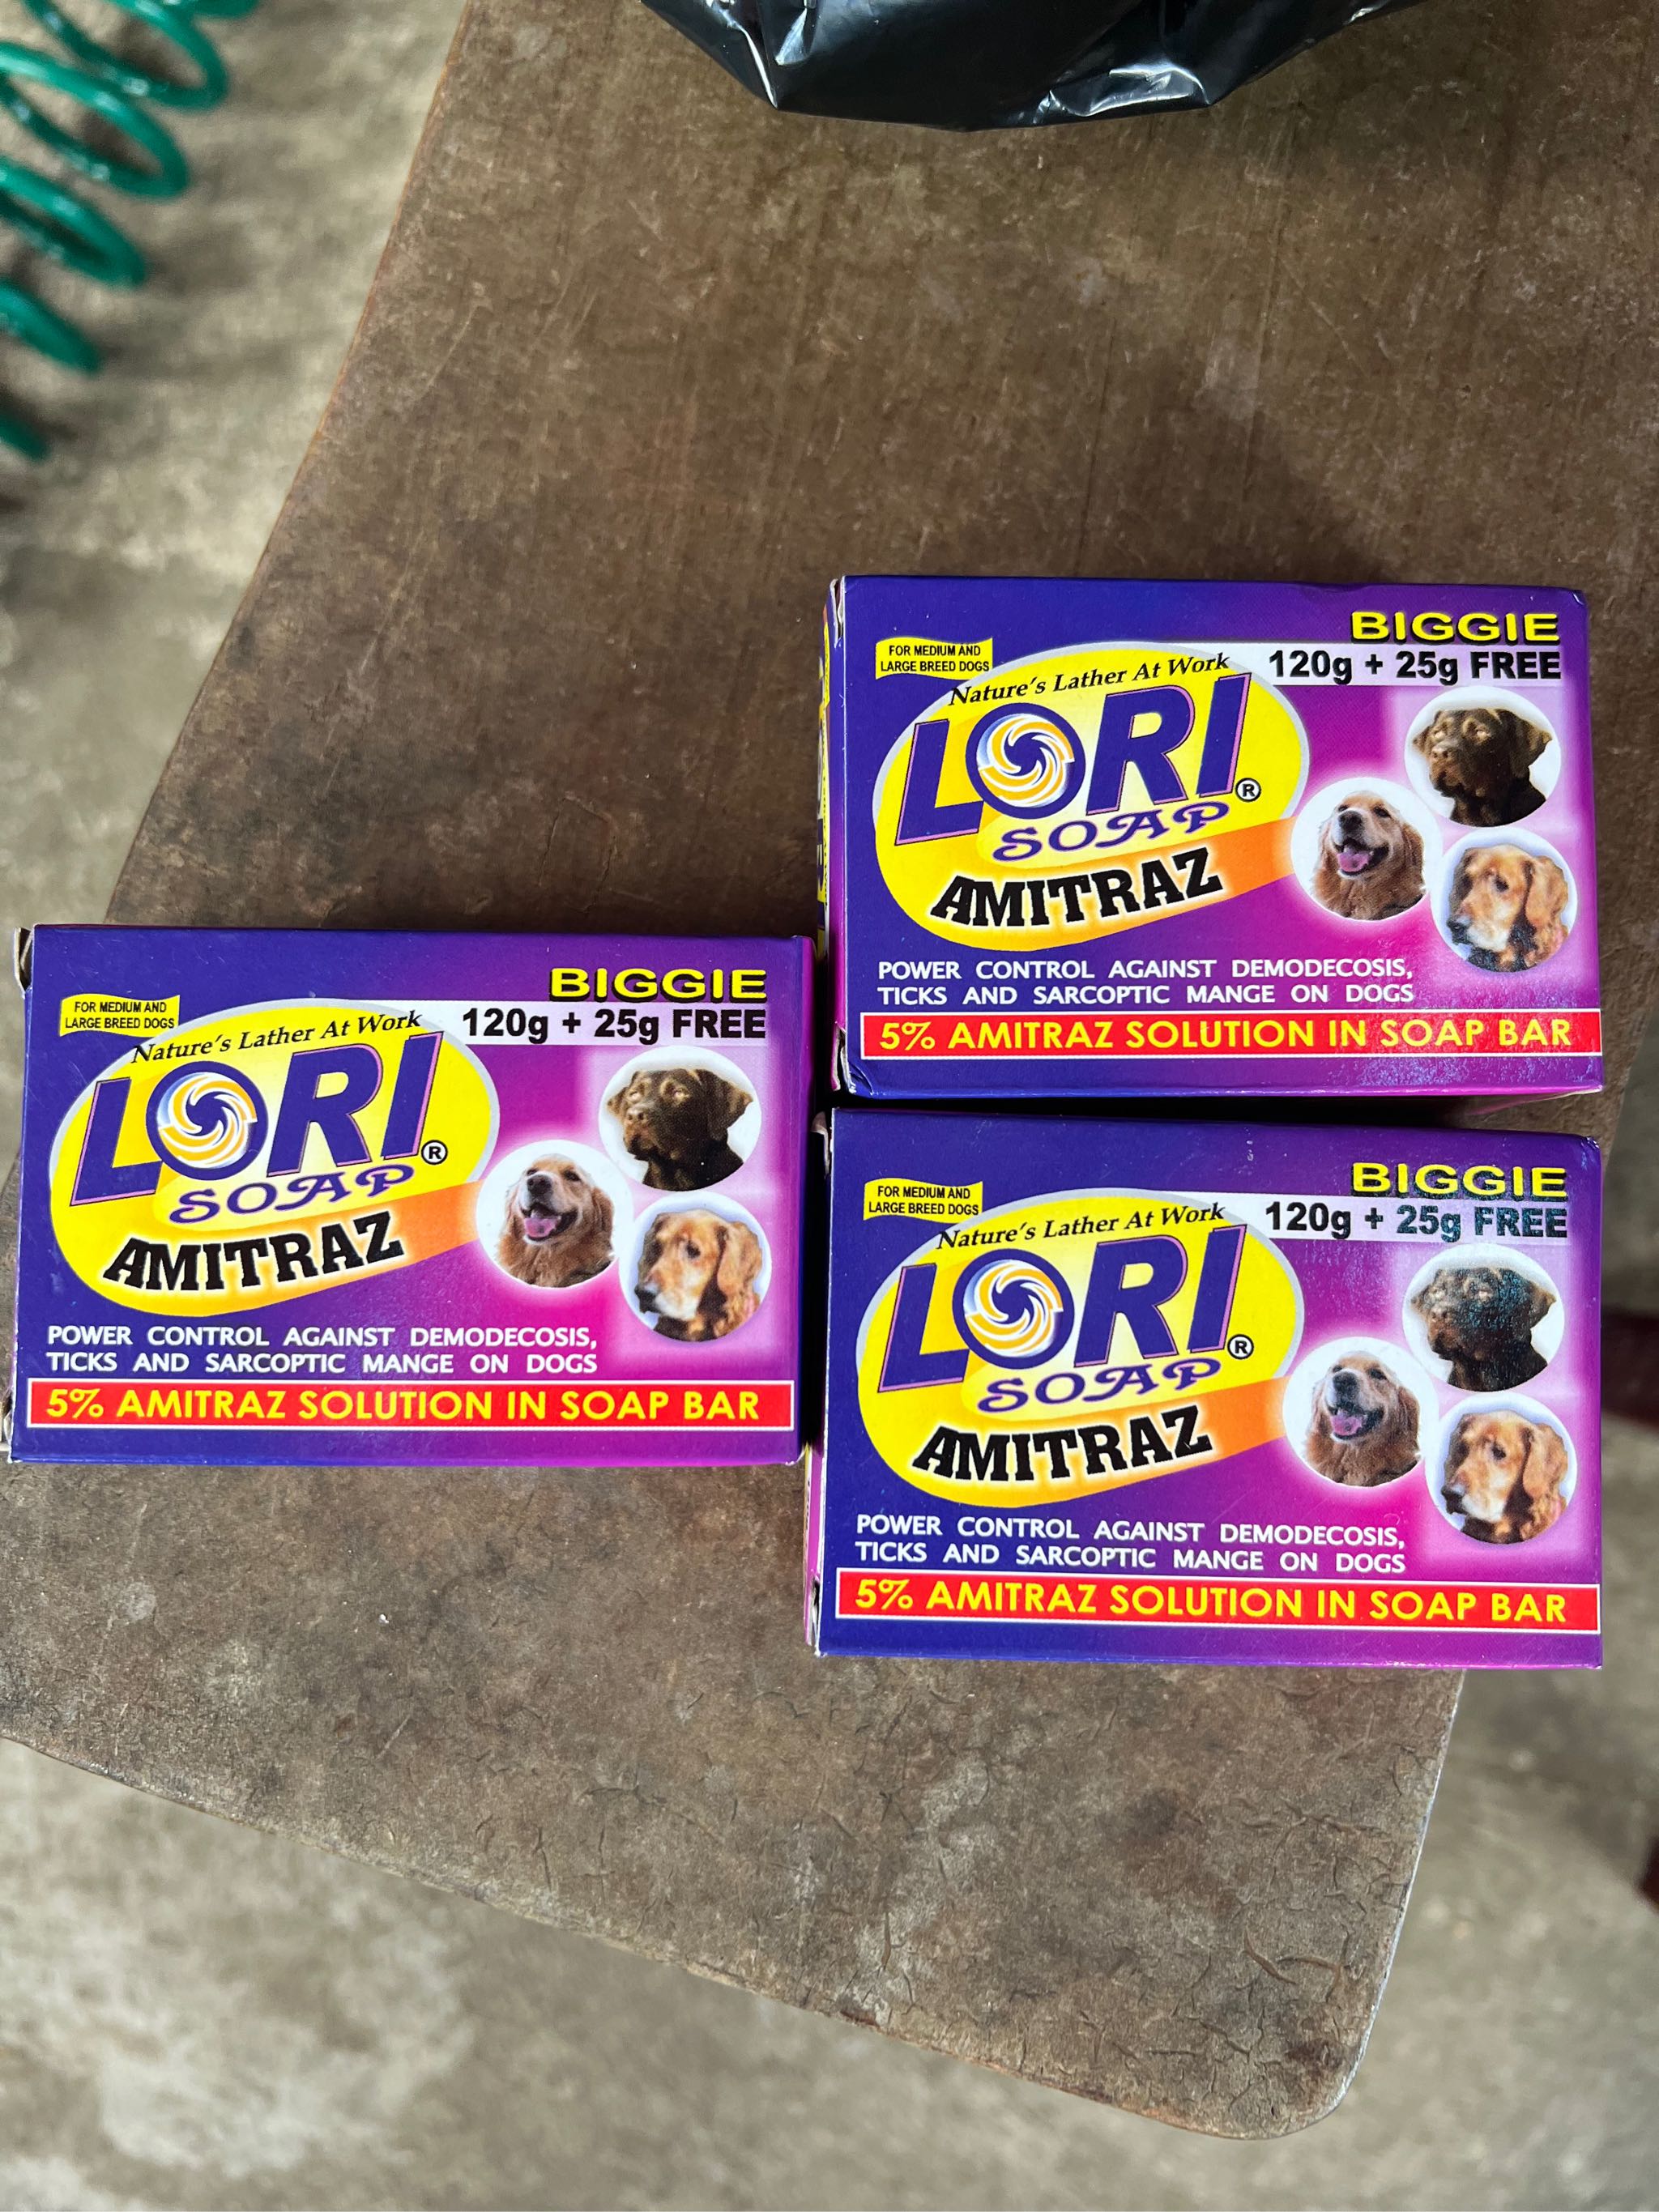 BIGGIE
FOR MEDIUM AND
LARGE BREED DOGS
120g + 25g FREE
Nature's Lather At Work
LORI®
SOAP
AMITRAZ
POWER CONTROL AGAINST DEMODECOSIS,
TICKS AND SARCOPTIC MANGE ON DOGS
5% AMITRAZ SOLUTION IN SOAP BAR
BIGGIE
FOR MEDIUM AND
LARGE BREED DOGS
120g + 25g FREE
Nature's Lather At Work
LORI®
SOAP
AMITRAZ
POWER CONTROL AGAINST DEMODECOSIS,
TICKS AND SARCOPTIC MANGE ON DOGS
5% AMITRAZ SOLUTION IN SOAP BAR
BIGGIE
FOR MEDIUM AND
LARGE BREED DOGS
120g + 25g FREE
Nature's Lather At Work
LORI®
SOAP
AMITRAZ
POWER CONTROL AGAINST DEMODECOSIS,
TICKS AND SARCOPTIC MANGE ON DOGS
5% AMITRAZ SOLUTION IN SOAP BAR